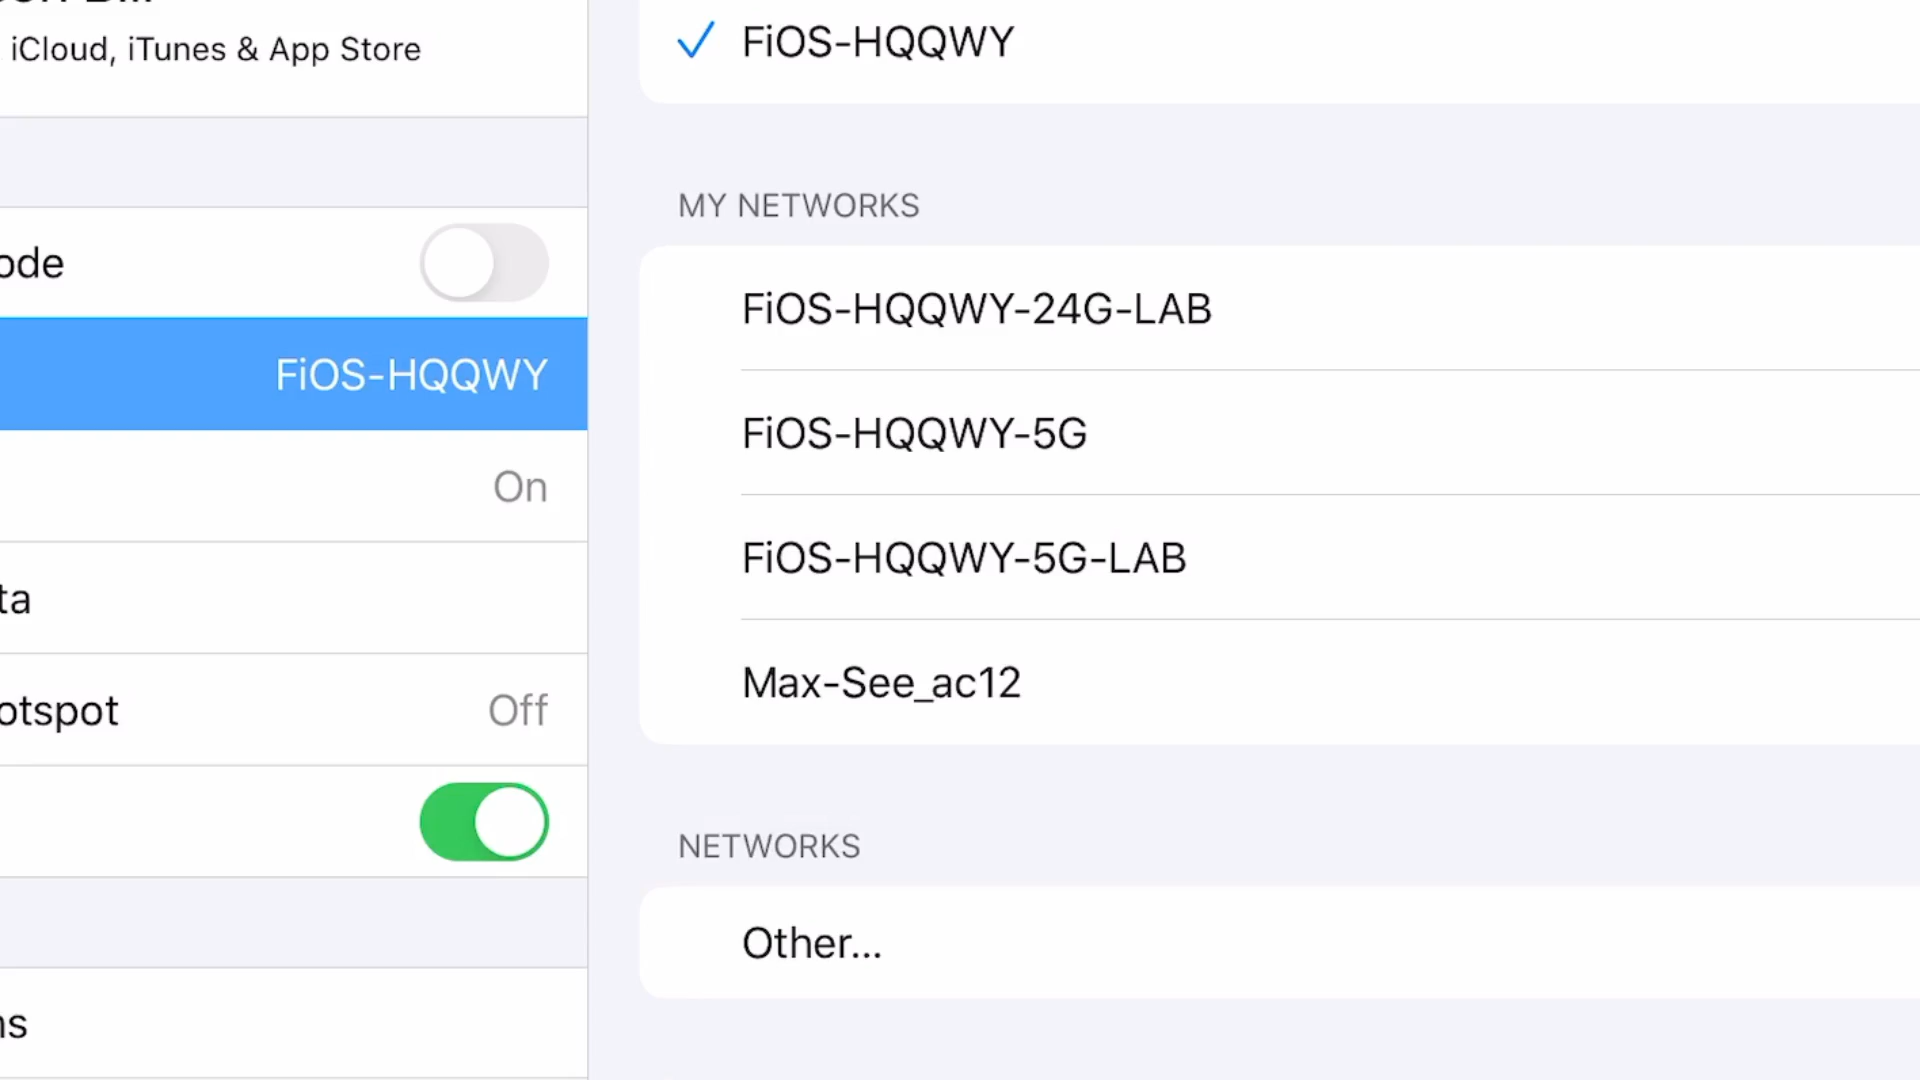 iCloud, iTunes & App Store
ode
FiOS-HQQWY
On
ta
otspot
Off
ns
FiOS-HQQWY
MY NETWORKS
FiOS-HQQWY-24G-LAB
FiOS-HQQWY-5G
FiOS-HQQWY-5G-LAB
Max-See_ac12
NETWORKS
Other...